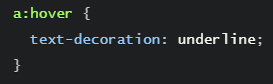 a:hover {
  text-decoration: underline;
}